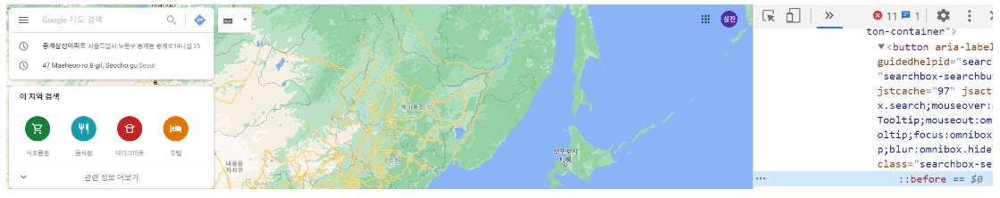 Google 지도 검색
중계삼성아파트 서울특별시 노원구 중계동 중계로14나길 25
47 Maeheon-ro 8-gil, Seocho-gu Seoul
이 지역 검색
식료품점
음식점
테이크아웃
호텔
관련 정보 더보기
헤이룽장 성
지린
내몽골
자치구
삿포로시
성진
11
1
ton-container">
▼<button aria-label
guidedhelpid="sear
"searchbox-searchbu
jstcache="97" jsact
x.search;mouseover:
Tooltip;mouseout:om
oltip;focus:omnibox
p;blur:omnibox.hide
class="searchbox-se
::before == $0